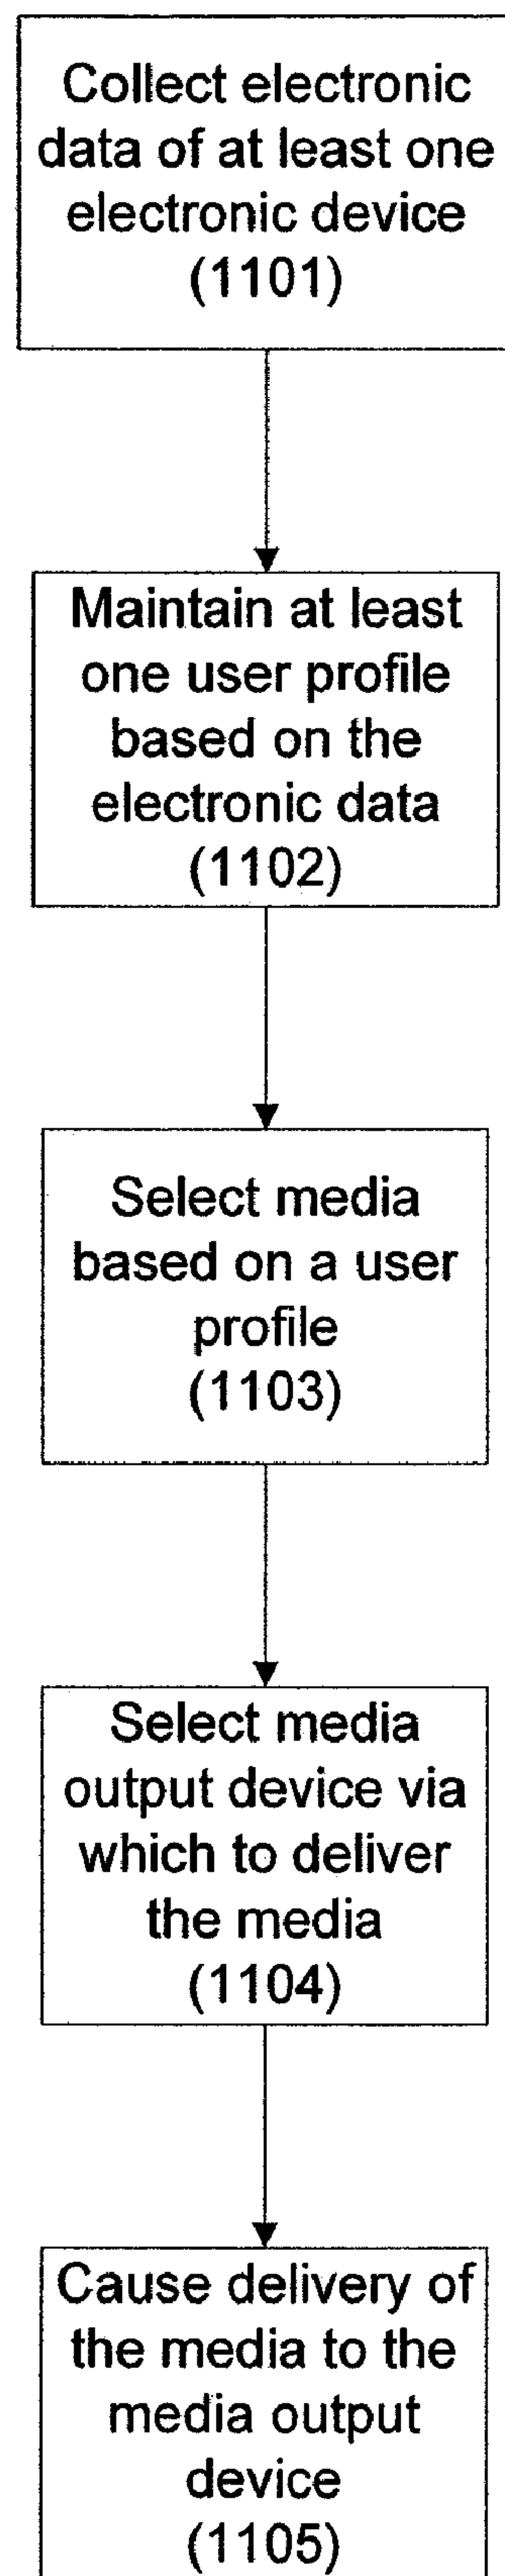 Collect electronic
data of at least one
electronic device
(1101)
Maintain at least
one user profile
based on the
electronic data
(1102)
Select media
based on a user
profile
(1103)
Select media
output device via
which to deliver
the media
(1104)
Cause delivery of
the media to the
media output
device
(1105)